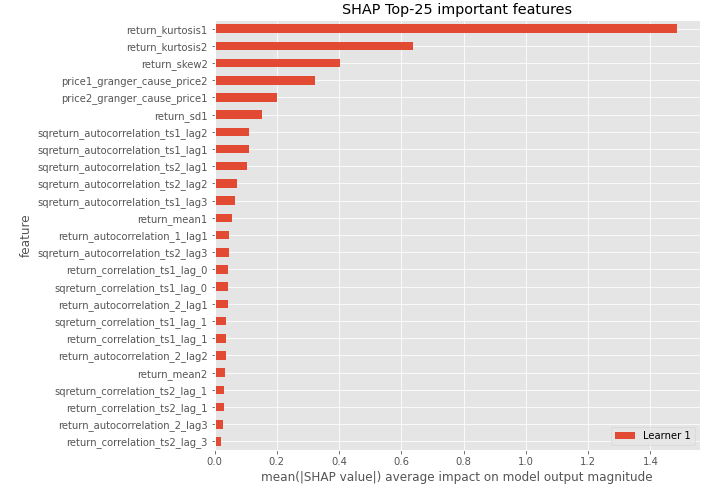 SHAP Top-25 important features
return_kurtosis1
return_kurtosis2
return_skew2
price1_granger_cause_price2
price2_granger_cause_price1
return_sd1
sqreturn_autocorrelation_ts1_lag2
sqreturn_autocorrelation_ts1_lag1
sqreturn_autocorrelation_ts2_lag1
sqreturn_autocorrelation_ts2_lag2
sqreturn_autocorrelation_ts1_lag3
return_mean1
return_autocorrelation_1_lag1
sqreturn_autocorrelation_ts2_lag3
return_correlation_ts1_lag_0
sqreturn_correlation_ts1_lag_0
return_autocorrelation_2_lag1
sqreturn_correlation_ts1_lag_1
return_correlation_ts1_lag_1
return_autocorrelation_2_lag2
return_mean2
sqreturn_correlation_ts2_lag_1
return_correlation_ts2_lag_1
return_autocorrelation_2_lag3
return_correlation_ts2_lag_3
feature
Learner 1
0.0 0.2 0.4 0.6 0.8 1.0 1.2 1.4
mean(|SHAP value|) average impact on model output magnitude